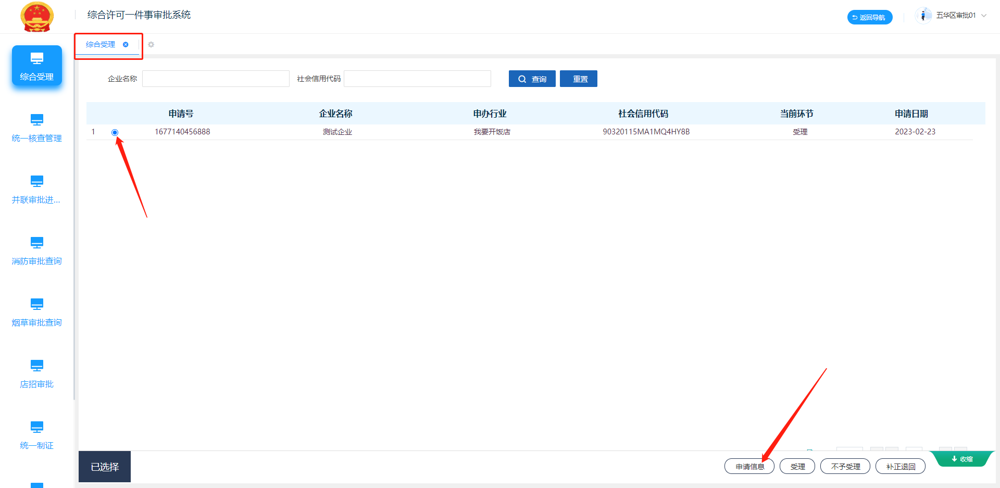 综合许可一件事审批系统
返回导航
五华区审批01
综合受理
综合受理
统一核查管理
并联审批进...
消防审批查询
烟草审批查询
店招审批
统一制证
企业名称
社会信用代码
查询
重置
申请号 企业名称 申办行业 社会信用代码 当前环节 申请日期
1 1677140456888 测试企业 我要开饭店 90320115MA1MQ4HY8B 受理 2023-02-23
已选择
申请信息
受理
不予受理
补正退回
收缩